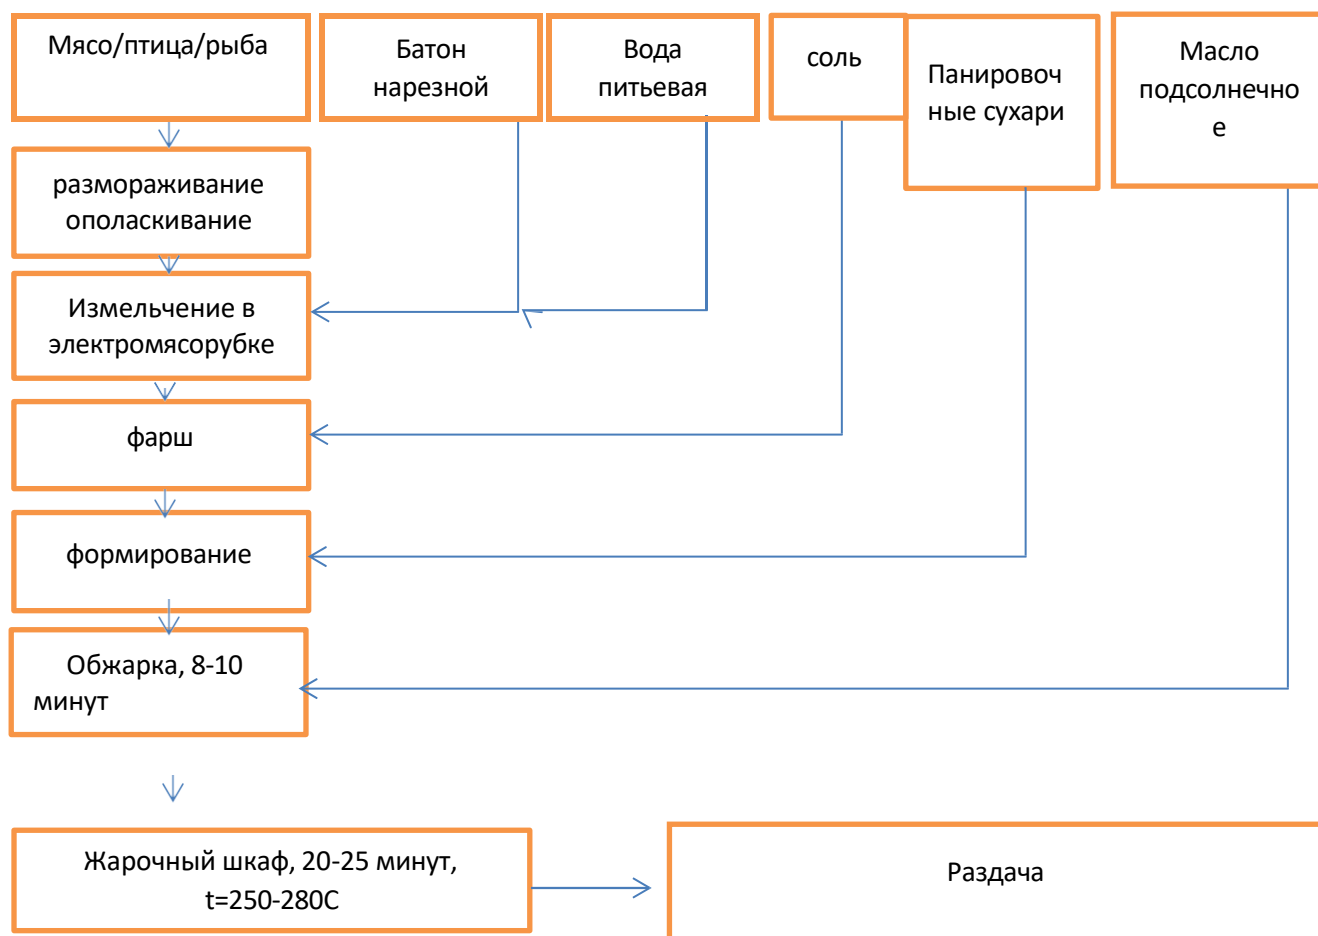 Мясо/птица/рыба
Батон
нарезной
Вода
питьевая
соль
Панировоч
ные сухари
Масло
подсолнечно
е
размораживание
ополаскивание
Измельчение в
электромясорубке
фарш
формирование
Обжарка, 8-10
минут
Жарочный шкаф, 20-25 минут,
t=250-280С
Раздача